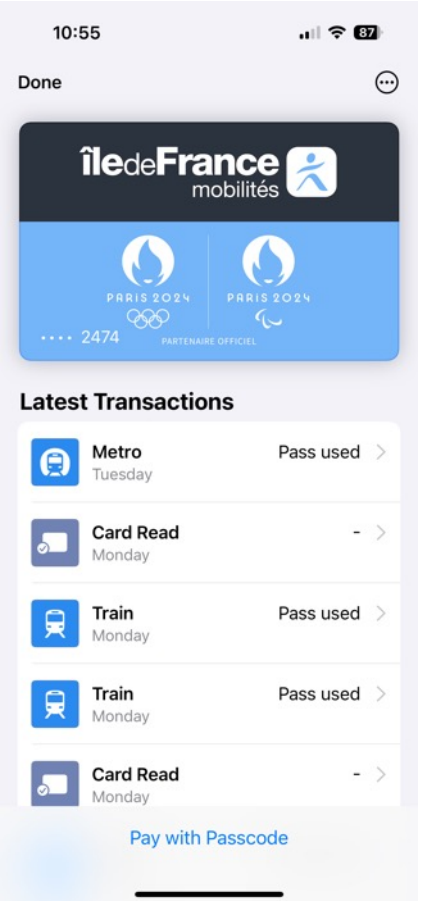 10:55
87
Done
îledeFrance
mobilités
PARIS 2024
PARIS 2024
•••• 2474
PARTENAIRE OFFICIEL
Latest Transactions
Metro
Pass used
Tuesday
Card Read
-
Monday
Train
Pass used
Monday
Train
Pass used
Monday
Card Read
-
Monday
Pay with Passcode